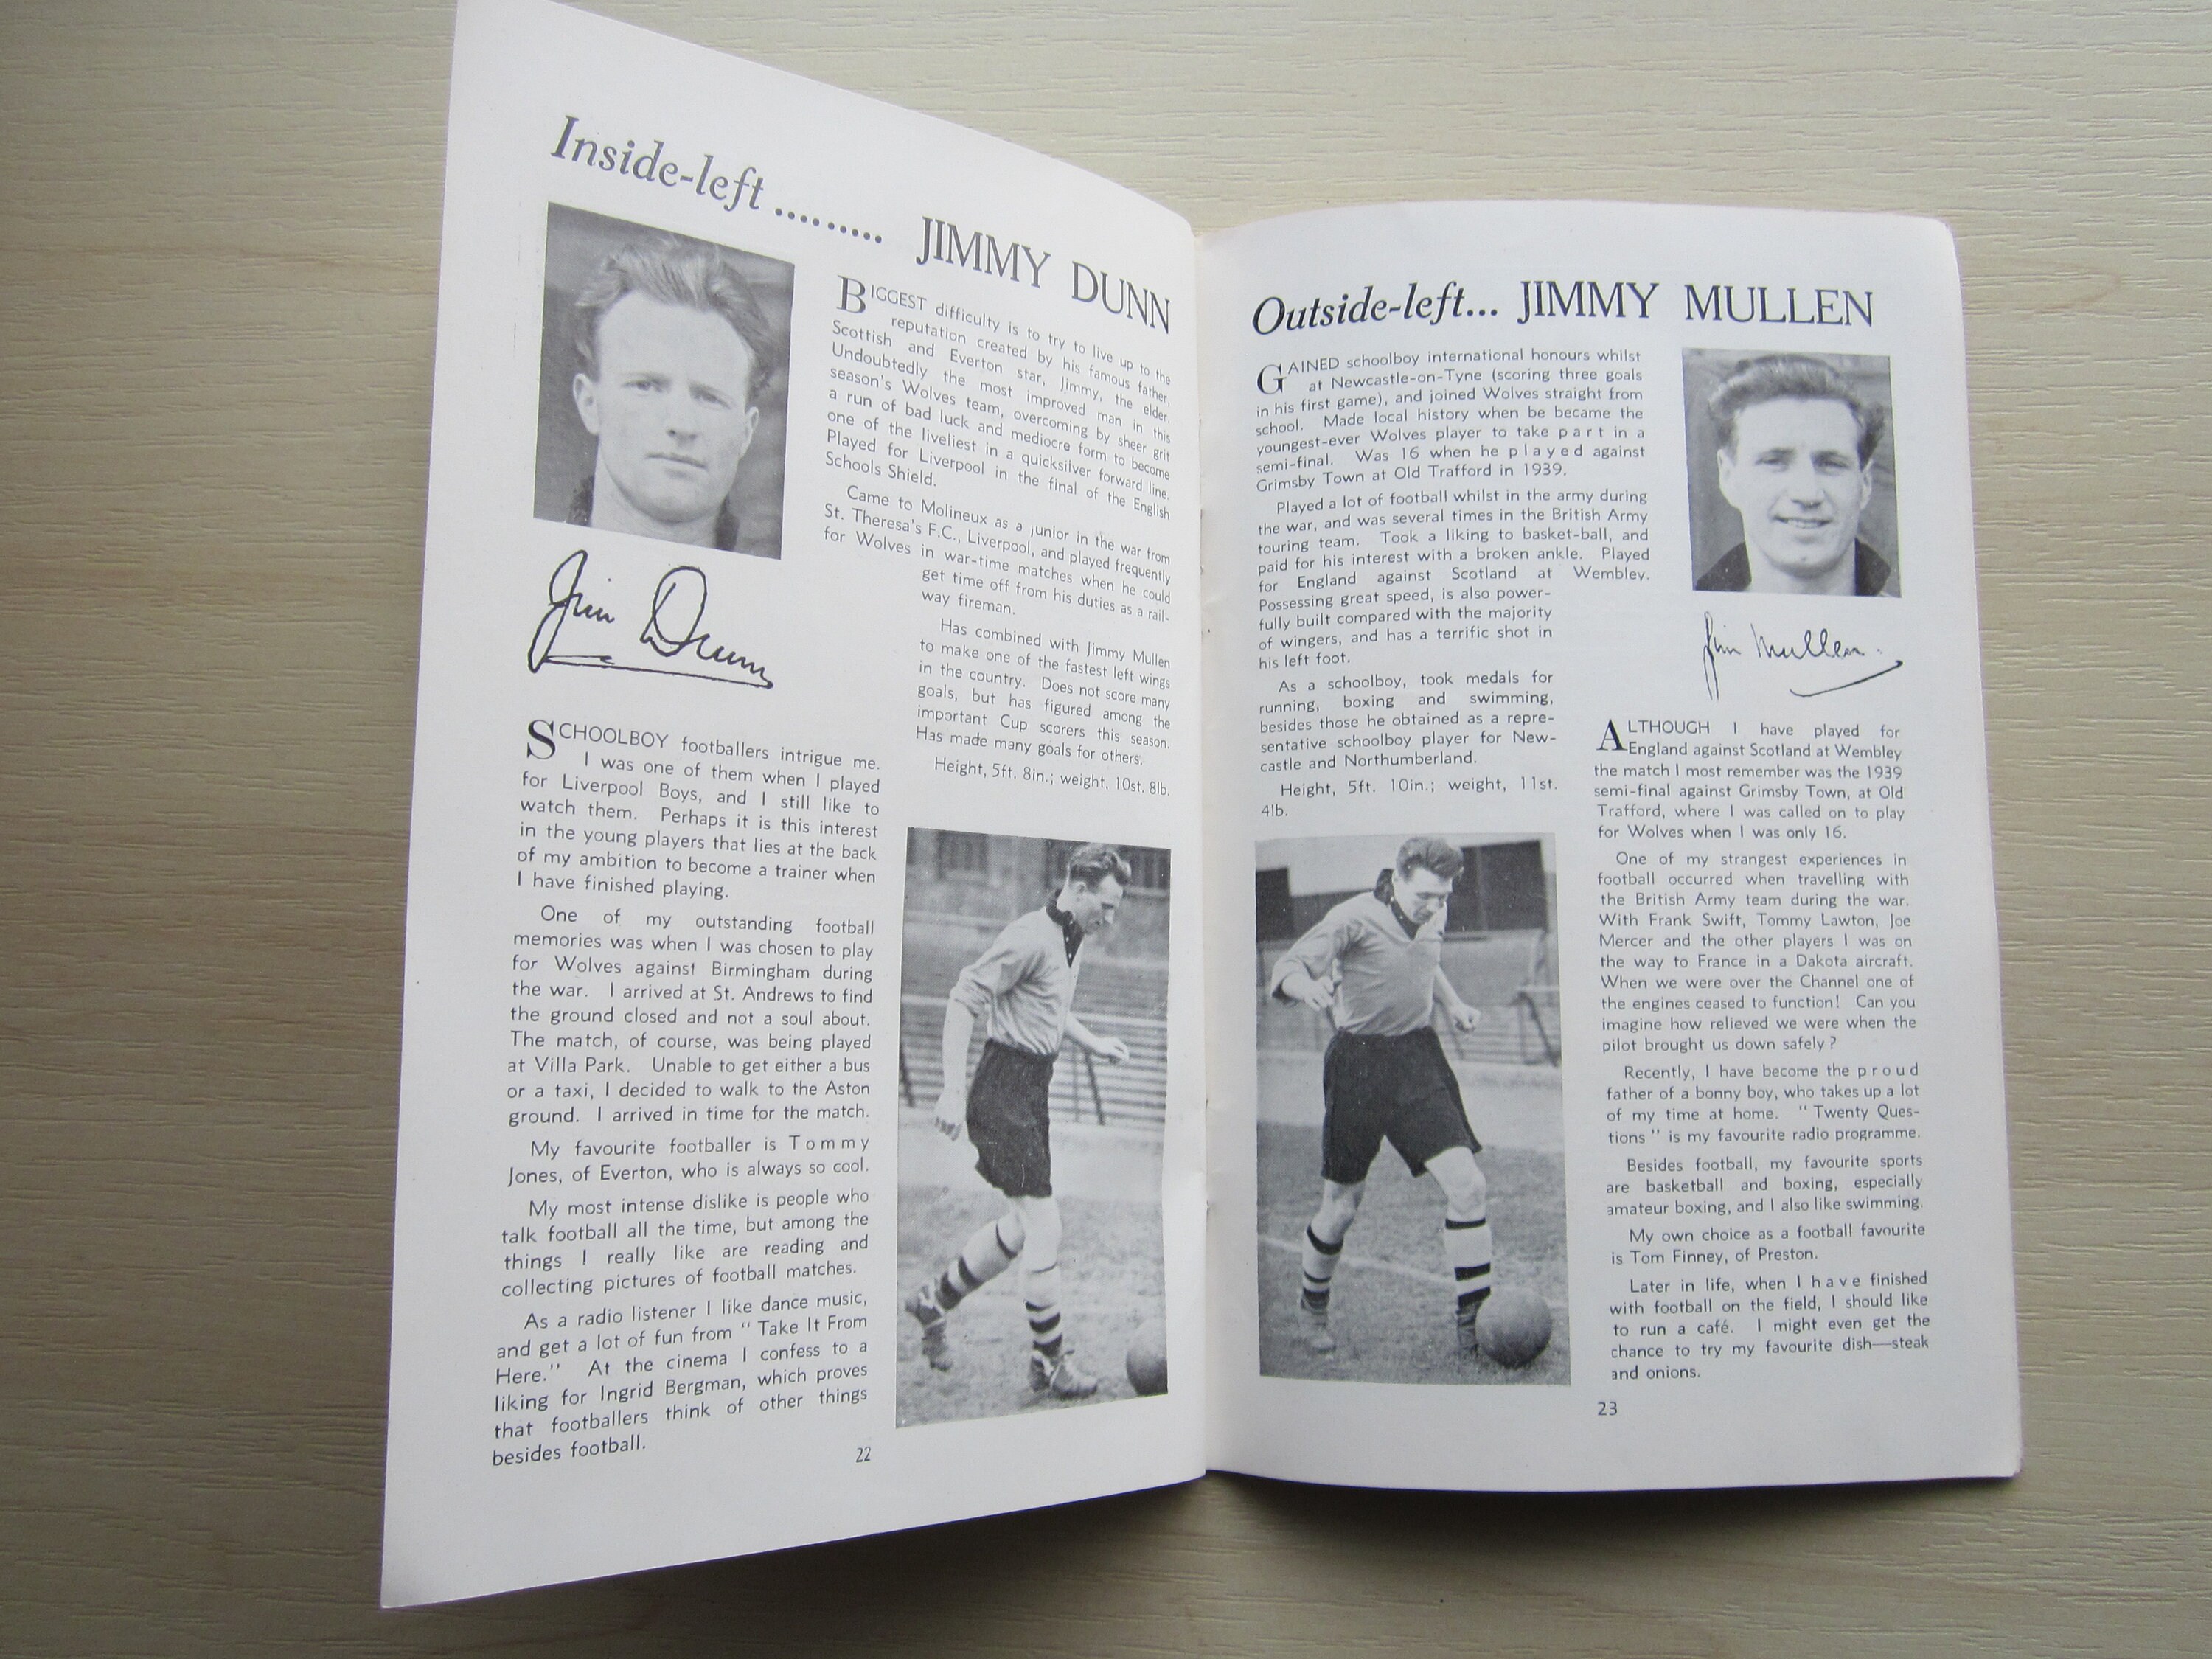 Inside-left ......... JIMMY DUNN
BIGGEST difficulty is to try to live up to the
reputation created by his famous father,
Scottish and Everton star, Jimmy, the elder.
Undoubtedly the most improved man in this
season's Wolves team, overcoming by sheer grit
a run of bad luck and mediocre form to become
one of the liveliest in a quicksilver forward line.
Played for Liverpool in the final of the English
Schools Shield.
Came to Molineux as a junior in the war from
St. Theresa's F.C., Liverpool, and played frequently
for Wolves in war-time matches when he could
get time off from his duties as a rail-
way fireman.
Has combined with Jimmy Mullen
to make one of the fastest left wings
in the country. Does not score many
goals, but has figured among the
important Cup scorers this season.
Has made many goals for others.
Height, 5ft. 8in.; weight, 10st. 8lb.
Jim Dunn
SCHOOLBOY footballers intrigue me.
I was one of them when I played
for Liverpool Boys, and I still like to
watch them. Perhaps it is this interest
in the young players that lies at the back
of my ambition to become a trainer when
I have finished playing.
One of my outstanding football
memories was when I was chosen to play
for Wolves against Birmingham during
the war. I arrived at St. Andrews to find
the ground closed and not a soul about.
The match, of course, was being played
at Villa Park. Unable to get either a bus
or a taxi, I decided to walk to the Aston
ground. I arrived in time for the match.
My favourite footballer is Tommy
Jones, of Everton, who is always so cool.
My most intense dislike is people who
talk football all the time, but among the
things I really like are reading and
collecting pictures of football matches.
As a radio listener I like dance music,
and get a lot of fun from "Take It From
Here." At the cinema I confess to a
liking for Ingrid Bergman, which proves
that footballers think of other things
besides football.
22
Outside-left... JIMMY MULLEN
GAINED schoolboy international honours whilst
at Newcastle-on-Tyne (scoring three goals
in his first game), and joined Wolves straight from
school. Made local history when be became the
youngest-ever Wolves player to take part in a
semi-final. Was 16 when he played against
Grimsby Town at Old Trafford in 1939.
Played a lot of football whilst in the army during
the war, and was several times in the British Army
touring team. Took a liking to basket-ball, and
paid for his interest with a broken ankle. Played
for England against Scotland at Wembley.
Possessing great speed, is also power-
fully built compared with the majority
of wingers, and has a terrific shot in
his left foot.
As a schoolboy, took medals for
running, boxing and swimming,
besides those he obtained as a repre-
sentative schoolboy player for New-
castle and Northumberland.
Height, 5ft. 10in.; weight, 11st.
4lb.
Jim Mullen.
ALTHOUGH I have played for
England against Scotland at Wembley
the match I most remember was the 1939
semi-final against Grimsby Town, at Old
Trafford, where I was called on to play
for Wolves when I was only 16.
One of my strangest experiences in
football occurred when travelling with
the British Army team during the war.
With Frank Swift, Tommy Lawton, Joe
Mercer and the other players I was on
the way to France in a Dakota aircraft.
When we were over the Channel one of
the engines ceased to function! Can you
imagine how relieved we were when the
pilot brought us down safely?
Recently, I have become the proud
father of a bonny boy, who takes up a lot
of my time at home. "Twenty Ques-
tions" is my favourite radio programme.
Besides football, my favourite sports
are basketball and boxing, especially
amateur boxing, and I also like swimming.
My own choice as a football favourite
is Tom Finney, of Preston.
Later in life, when I have finished
with football on the field, I should like
to run a café. I might even get the
chance to try my favourite dish—steak
and onions.
23